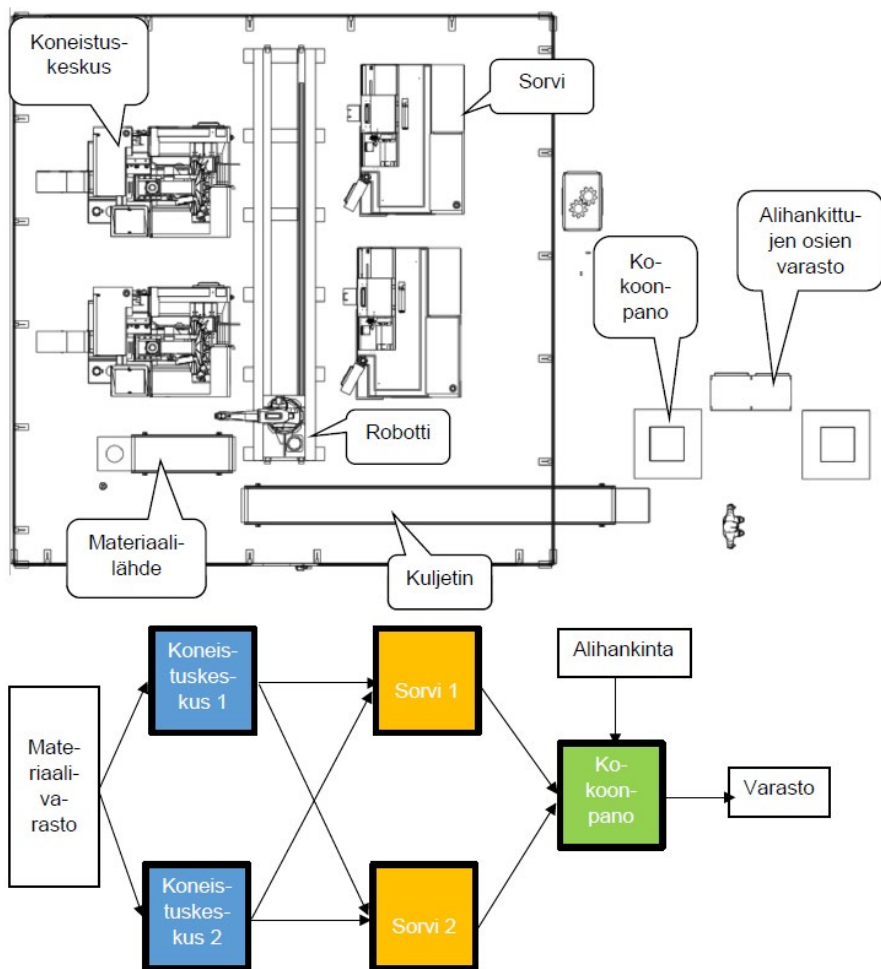 Koneistus-
keskus
Sorvi
Alihankittu-
jen osien
varasto
Ko-
koon-
pano
Robotti
Materiaali-
lähde
Kuljetin
Koneis-
tuskes-
kus 1
Sorvi 1
Alihankinta
Mate-
riaali-
va-
rasto
Ko-
koon-
pano
Varasto
Koneis-
tuskes-
kus 2
Sorvi 2